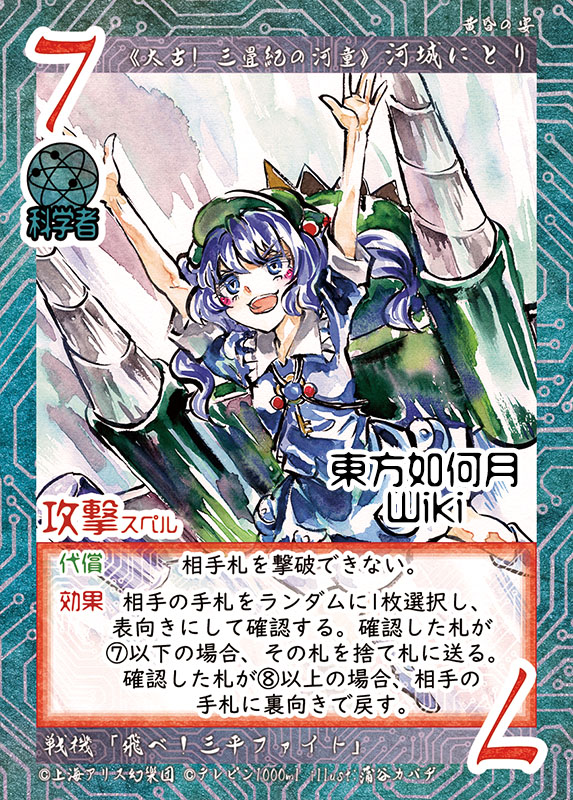 黄昏の宴
7
《太古！三畳紀の河童》河城にとり
科学者
東方如何月
Wiki
攻撃スペル
代償 相手札を撃破できない。
効果 相手の手札をランダムに1枚選択し、
表向きにして確認する。確認した札が
⑦以下の場合、その札を捨て札に送る。
確認した札が⑧以上の場合、相手の
手札に裏向きで戻す。
7
戦機「飛べ！三平ファイト」
©上海アリス幻樂団 ©テレビン1000ml illust 蒲谷カバヂ